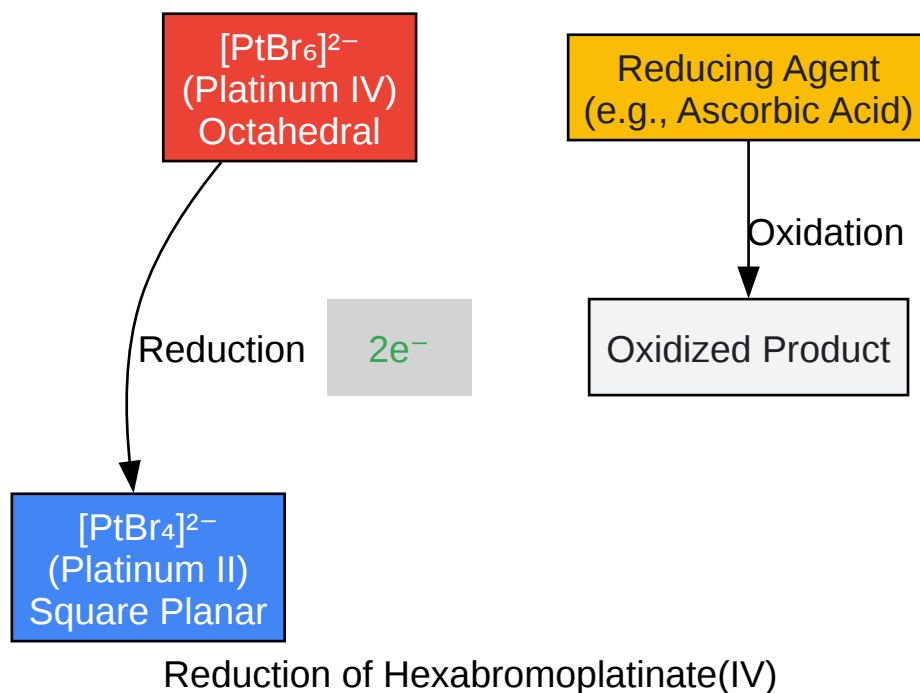 [PtBr₆]²⁻
(Platinum IV)
Octahedral
Reducing Agent
(e.g., Ascorbic Acid)
Oxidation
Reduction
2e⁻
Oxidized Product
[PtBr₄]²⁻
(Platinum II)
Square Planar
Reduction of Hexabromoplatinate(IV)